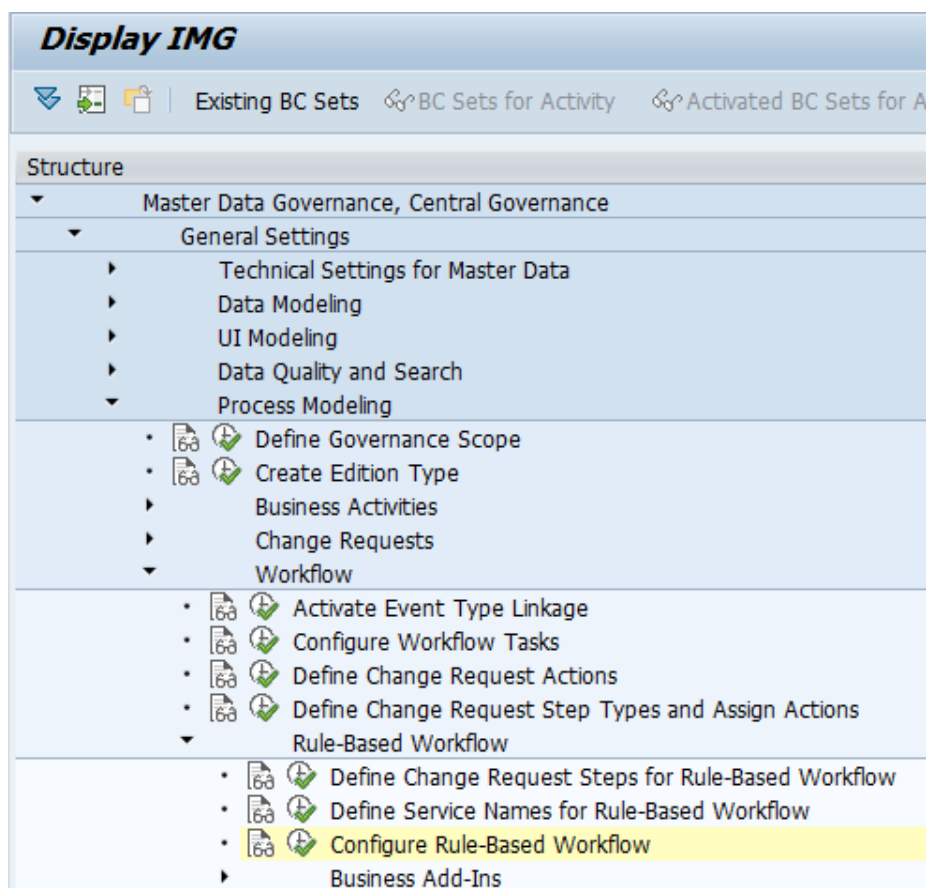 Display IMG
Existing BC Sets BC Sets for Activity Activated BC Sets for A
Structure
Master Data Governance, Central Governance
General Settings
Technical Settings for Master Data
Data Modeling
UI Modeling
Data Quality and Search
Process Modeling
Define Governance Scope
Create Edition Type
Business Activities
Change Requests
Workflow
Activate Event Type Linkage
Configure Workflow Tasks
Define Change Request Actions
Define Change Request Step Types and Assign Actions
Rule-Based Workflow
Define Change Request Steps for Rule-Based Workflow
Define Service Names for Rule-Based Workflow
Configure Rule-Based Workflow
Business Add-Ins